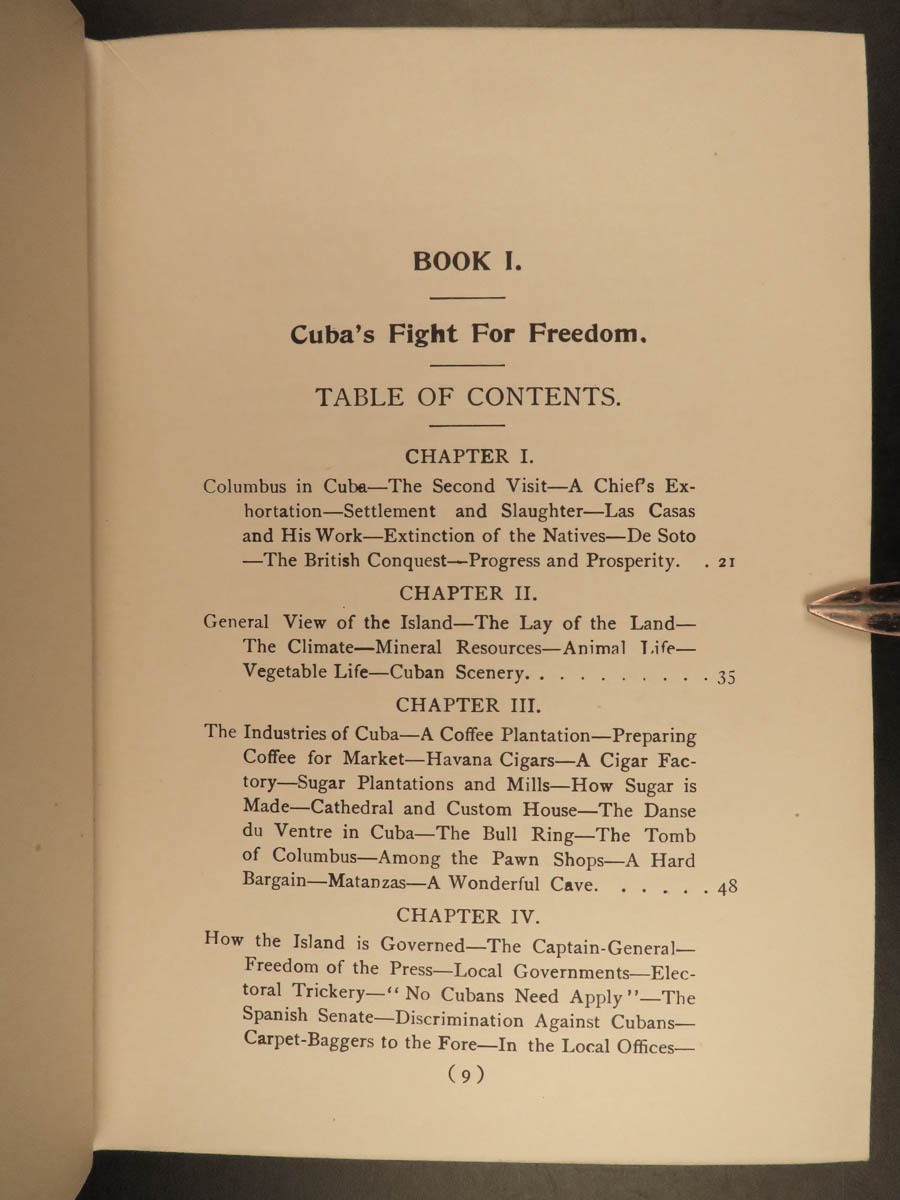 BOOK I.
Cuba's Fight For Freedom.
TABLE OF CONTENTS.
CHAPTER I.
Columbus in Cuba—The Second Visit—A Chief's Ex-
hortation—Settlement and Slaughter—Las Casas
and His Work—Extinction of the Natives—De Soto
—The British Conquest—Progress and Prosperity. . 21
CHAPTER II.
General View of the Island—The Lay of the Land—
The Climate—Mineral Resources—Animal Life—
Vegetable Life—Cuban Scenery. . . . . . . . . . . 35
CHAPTER III.
The Industries of Cuba—A Coffee Plantation—Preparing
Coffee for Market—Havana Cigars—A Cigar Fac-
tory—Sugar Plantations and Mills—How Sugar is
Made—Cathedral and Custom House—The Danse
du Ventre in Cuba—The Bull Ring—The Tomb
of Columbus—Among the Pawn Shops—A Hard
Bargain—Matanzas—A Wonderful Cave. . . . . . 48
CHAPTER IV.
How the Island is Governed—The Captain-General—
Freedom of the Press—Local Governments—Elec-
toral Trickery—“ No Cubans Need Apply”—The
Spanish Senate—Discrimination Against Cubans—
Carpet-Baggers to the Fore—In the Local Offices—
(9)